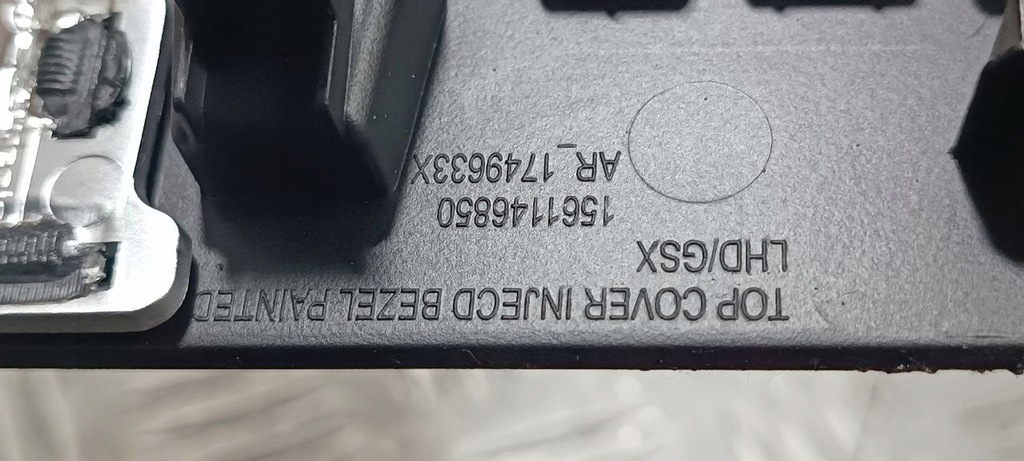 TOP COVER INJECD BEZEL PAINTED
LHD/GSX
1561146850
AR_1749633X